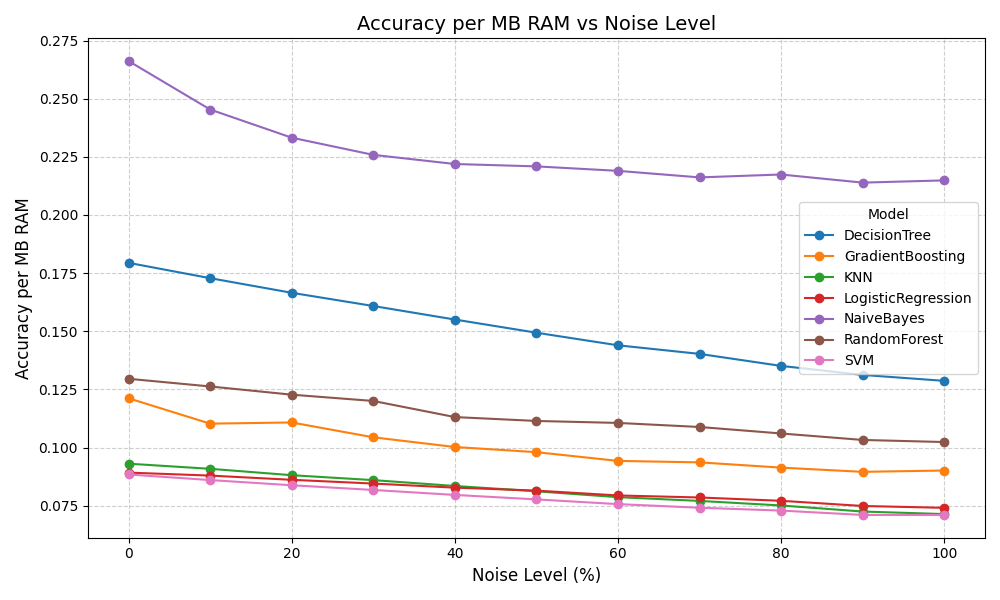 Accuracy per MB RAM vs Noise Level
Accuracy per MB RAM
0.275
0.250
0.225
0.200
0.175
0.150
0.125
0.100
0.075
Model
DecisionTree
GradientBoosting
KNN
LogisticRegression
NaiveBayes
RandomForest
SVM
0 20 40 60 80 100
Noise Level (%)